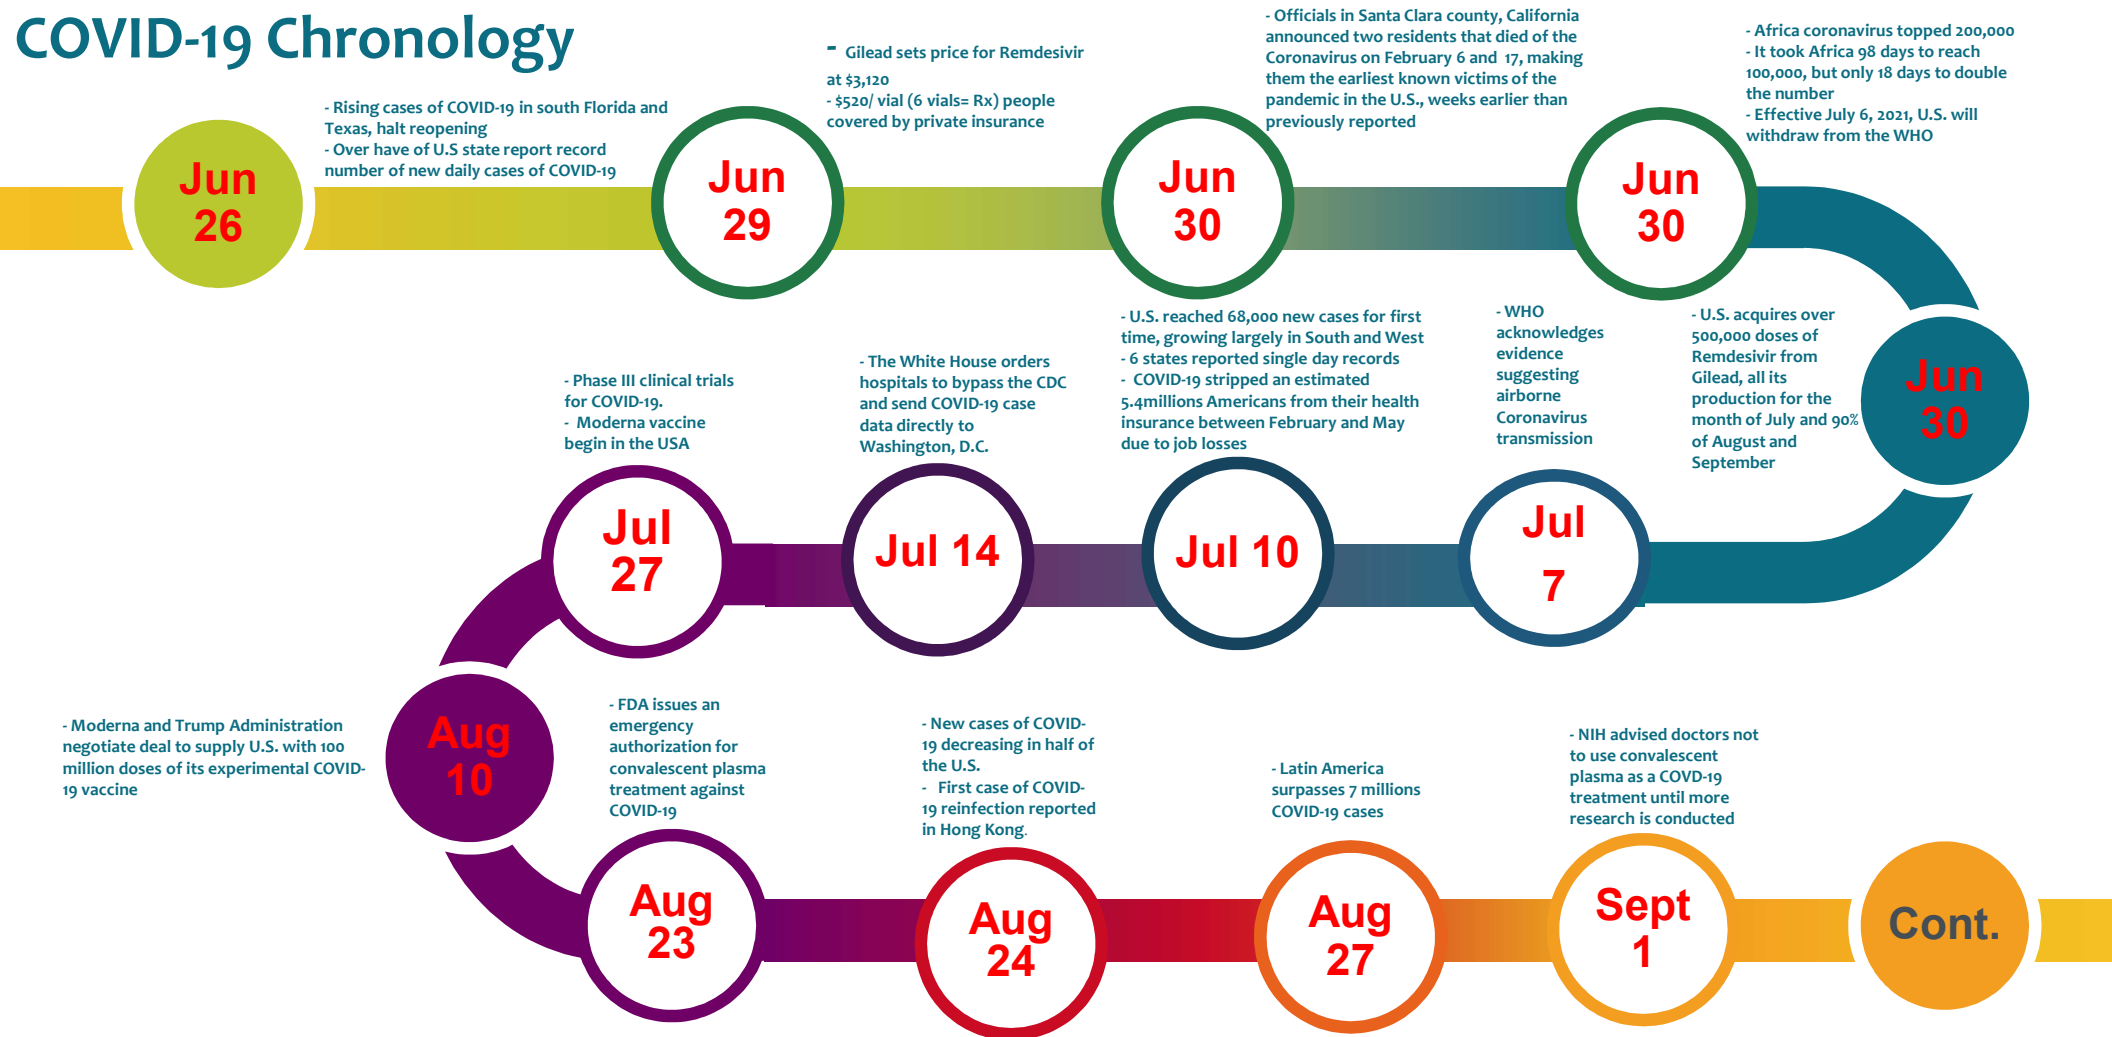 COVID-19 Chronology
Jun
26
- Rising cases of COVID-19 in south Florida and
Texas, halt reopening
- Over have of U.S state report record
number of new daily cases of COVID-19
Jun
29
- Gilead sets price for Remdesivir
at $3,120
- $520/ vial (6 vials= Rx) people
covered by private insurance
Jun
30
- Officials in Santa Clara county, California
announced two residents that died of the
Coronavirus on February 6 and 17, making
them the earliest known victims of the
pandemic in the U.S., weeks earlier than
previously reported
Jun
30
- Africa coronavirus topped 200,000
- It took Africa 98 days to reach
100,000, but only 18 days to double
the number
- Effective July 6, 2021, U.S. will
withdraw from the WHO
Jun
30
- U.S. acquires over
500,000 doses of
Remdesivir from
Gilead, all its
production for the
month of July and 90%
of August and
September
Jul
7
- WHO
acknowledges
evidence
suggesting
airborne
Coronavirus
transmission
Jul 10
- U.S. reached 68,000 new cases for first
time, growing largely in South and West
- 6 states reported single day records
- COVID-19 stripped an estimated
5.4millions Americans from their health
insurance between February and May
due to job losses
Jul 14
- The White House orders
hospitals to bypass the CDC
and send COVID-19 case
data directly to
Washington, D.C.
Jul
27
- Phase III clinical trials
for COVID-19.
- Moderna vaccine
begin in the USA
Aug
10
- Moderna and Trump Administration
negotiate deal to supply U.S. with 100
million doses of its experimental COVID-
19 vaccine
Aug
23
- FDA issues an
emergency
authorization for
convalescent plasma
treatment against
COVID-19
Aug
24
- New cases of COVID-
19 decreasing in half of
the U.S.
- First case of COVID-
19 reinfection reported
in Hong Kong.
Aug
27
- Latin America
surpasses 7 millions
COVID-19 cases
Sept
1
- NIH advised doctors not
to use convalescent
plasma as a COVD-19
treatment until more
research is conducted
Cont.